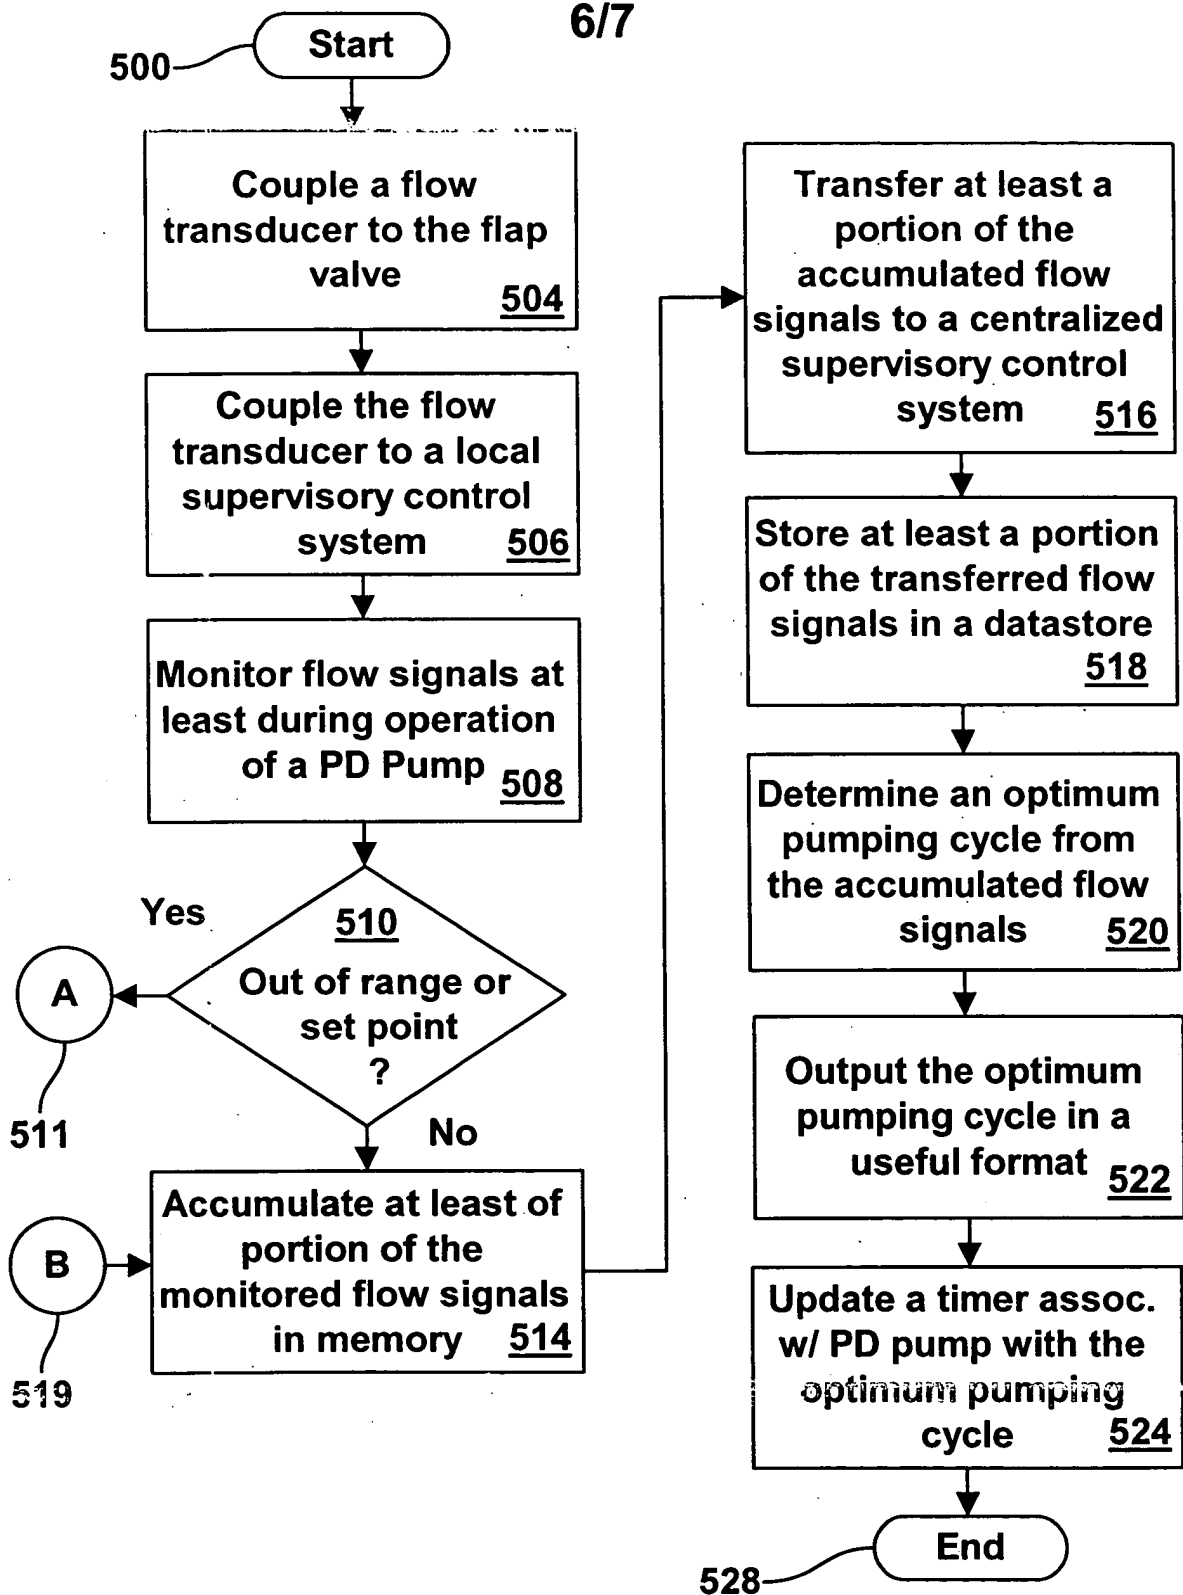 6/7
Start
500
Couple a flow
transducer to the flap
valve
504
Couple the flow
transducer to a local
supervisory control
system 506
Monitor flow signals at
least during operation
of a PD Pump 508
Yes
510
Out of range or
set point
?
A
511
No
B
519
Accumulate at least of
portion of the
monitored flow signals
in memory 514
Transfer at least a
portion of the
accumulated flow
signals to a centralized
supervisory control
system 516
Store at least a portion
of the transferred flow
signals in a datastore
518
Determine an optimum
pumping cycle from
the accumulated flow
signals 520
Output the optimum
pumping cycle in a
useful format 522
Update a timer assoc.
w/ PD pump with the
optimum pumping
cycle 524
End
528